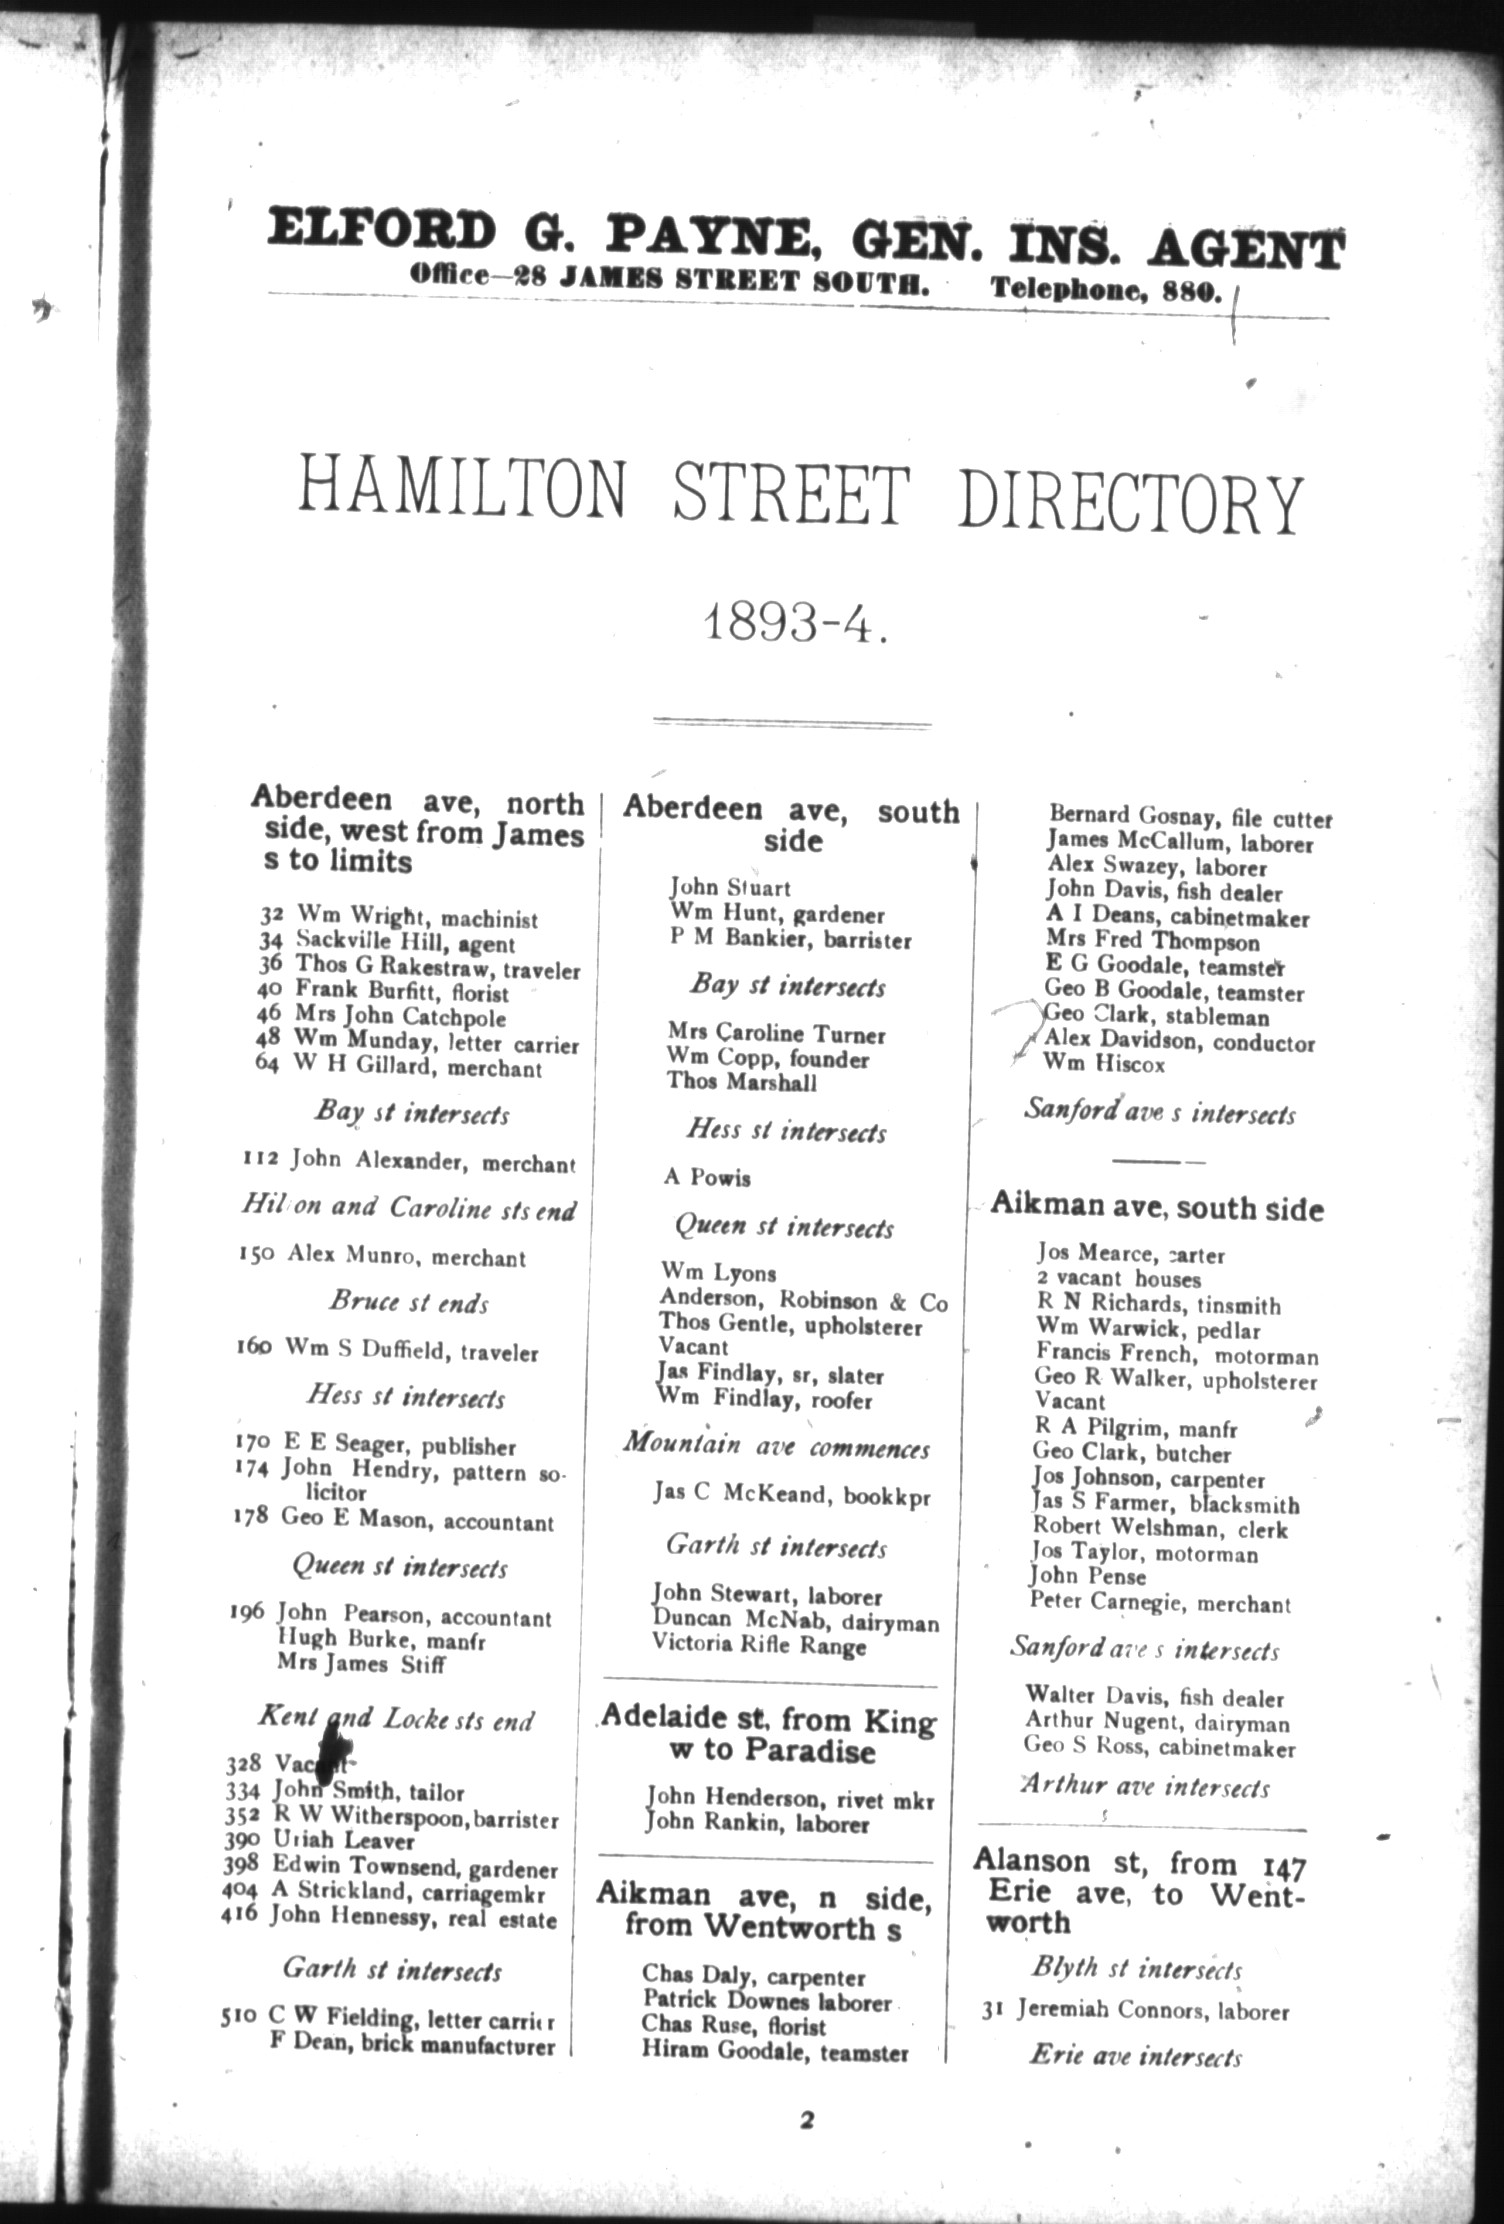 ELFORD G. PAYNE, GEN. INS. AGENT
Office—28 JAMES STREET SOUTH. Telephone, 880.
HAMILTON STREET DIRECTORY
1893-4.
Aberdeen ave, north
side, west from James
s to limits
32 Wm Wright, machinist
34 Sackville Hill, agent
36 Thos G Rakestraw, traveler
40 Frank Burfitt, florist
46 Mrs John Catchpole
48 Wm Munday, letter carrier
64 W H Gillard, merchant
Bay st intersects
112 John Alexander, merchant
Hil on and Caroline sts end
150 Alex Munro, merchant
Bruce st ends
160 Wm S Duffield, traveler
Hess st intersects
170 E E Seager, publisher
174 John Hendry, pattern so-
licitor
178 Geo E Mason, accountant
Queen st intersects
196 John Pearson, accountant
Hugh Burke, manfr
Mrs James Stiff
Kent and Locke sts end
328 Vacant
334 John Smith, tailor
352 R W Witherspoon, barrister
390 Uriah Leaver
398 Edwin Townsend, gardener
404 A Strickland, carriagemkr
416 John Hennessy, real estate
Garth st intersects
510 C W Fielding, letter carrier
F Dean, brick manufacturer
Aberdeen ave, south
side
John Stuart
Wm Hunt, gardener
P M Bankier, barrister
Bay st intersects
Mrs Caroline Turner
Wm Copp, founder
Thos Marshall
Hess st intersects
A Powis
Queen st intersects
Wm Lyons
Anderson, Robinson & Co
Thos Gentle, upholsterer
Vacant
Jas Findlay, sr, slater
Wm Findlay, roofer
Mountain ave commences
Jas C McKeand, bookkpr
Garth st intersects
John Stewart, laborer
Duncan McNab, dairyman
Victoria Rifle Range
Adelaide st, from King
w to Paradise
John Henderson, rivet mkr
John Rankin, laborer
Aikman ave, n side,
from Wentworth s
Chas Daly, carpenter
Patrick Downes laborer
Chas Ruse, florist
Hiram Goodale, teamster
Bernard Gosnay, file cutter
James McCallum, laborer
Alex Swazey, laborer
John Davis, fish dealer
A I Deans, cabinetmaker
Mrs Fred Thompson
E G Goodale, teamster
Geo B Goodale, teamster
Geo Clark, stableman
Alex Davidson, conductor
Wm Hiscox
Sanford ave s intersects
Aikman ave, south side
Jos Mearce, carter
2 vacant houses
R N Richards, tinsmith
Wm Warwick, pedlar
Francis French, motorman
Geo R Walker, upholsterer
Vacant
R A Pilgrim, manfr
Geo Clark, butcher
Jos Johnson, carpenter
Jas S Farmer, blacksmith
Robert Welshman, clerk
Jos Taylor, motorman
John Pense
Peter Carnegie, merchant
Sanford ave s intersects
Walter Davis, fish dealer
Arthur Nugent, dairyman
Geo S Ross, cabinetmaker
Arthur ave intersects
Alanson st, from 147
Erie ave, to Went-
worth
Blyth st intersects
31 Jeremiah Connors, laborer
Erie ave intersects
2